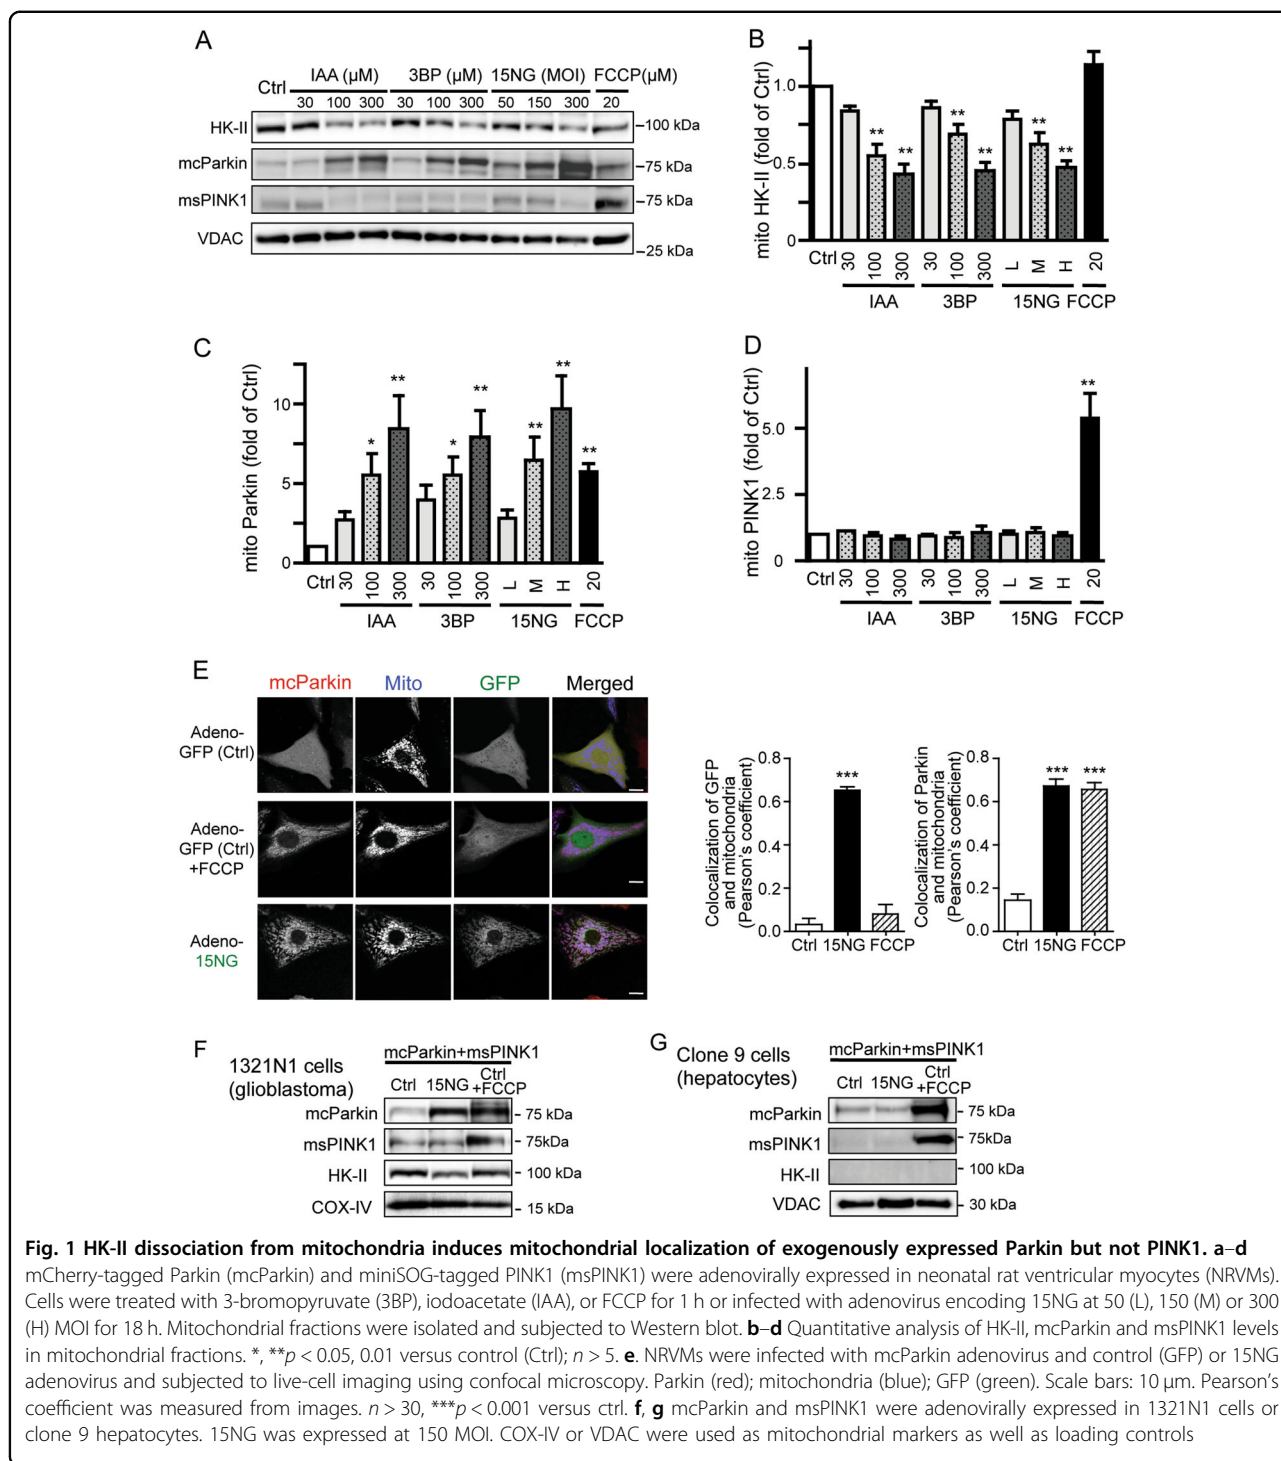 A
Ctrl IAA (µM) 3BP (µM) 15NG (MOI) FCCP(µM)
30 100 300 30 100 300 50 150 300 20
HK-II –100 kDa
mcParkin –75 kDa
msPINK1 –75 kDa
VDAC –25 kDa
B
mito HK-II (fold of Ctrl)
1.0
0.5
0
** ** ** ** ** **
Ctrl 30 100 300 30 100 300 L M H 20
IAA 3BP 15NG FCCP
C
mito Parkin (fold of Ctrl)
10
5
0
* ** * ** ** ** **
Ctrl 30 100 300 30 100 300 L M H 20
IAA 3BP 15NG FCCP
D
mito PINK1 (fold of Ctrl)
5.0
2.5
0
**
Ctrl 30 100 300 30 100 300 L M H 20
IAA 3BP 15NG FCCP
E
mcParkin Mito GFP Merged
Adeno-
GFP (Ctrl)
Adeno-
GFP (Ctrl)
+FCCP
Adeno-
15NG
Colocalization of GFP
and mitochondria
(Pearson's coefficient)
0.8
0.6
0.4
0.2
0.0
***
Ctrl 15NG FCCP
Colocalization of Parkin
and mitochondria
(Pearson's coefficient)
0.8
0.6
0.4
0.2
0.0
*** ***
Ctrl 15NG FCCP
F
1321N1 cells
(glioblastoma)
mcParkin+msPINK1
Ctrl 15NG Ctrl
+FCCP
mcParkin - 75 kDa
msPINK1 - 75kDa
HK-II - 100 kDa
COX-IV - 15 kDa
G
Clone 9 cells
(hepatocytes)
mcParkin+msPINK1
Ctrl 15NG Ctrl
+FCCP
mcParkin - 75 kDa
msPINK1 - 75kDa
HK-II - 100 kDa
VDAC - 30 kDa
Fig. 1 HK-II dissociation from mitochondria induces mitochondrial localization of exogenously expressed Parkin but not PINK1. a–d
mCherry-tagged Parkin (mcParkin) and miniSOG-tagged PINK1 (msPINK1) were adenovirally expressed in neonatal rat ventricular myocytes (NRVMs).
Cells were treated with 3-bromopyruvate (3BP), iodoacetate (IAA), or FCCP for 1 h or infected with adenovirus encoding 15NG at 50 (L), 150 (M) or 300
(H) MOI for 18 h. Mitochondrial fractions were isolated and subjected to Western blot. b–d Quantitative analysis of HK-II, mcParkin and msPINK1 levels
in mitochondrial fractions. *, **p < 0.05, 0.01 versus control (Ctrl); n > 5. e. NRVMs were infected with mcParkin adenovirus and control (GFP) or 15NG
adenovirus and subjected to live-cell imaging using confocal microscopy. Parkin (red); mitochondria (blue); GFP (green). Scale bars: 10 µm. Pearson's
coefficient was measured from images. n > 30, ***p < 0.001 versus ctrl. f, g mcParkin and msPINK1 were adenovirally expressed in 1321N1 cells or
clone 9 hepatocytes. 15NG was expressed at 150 MOI. COX-IV or VDAC were used as mitochondrial markers as well as loading controls